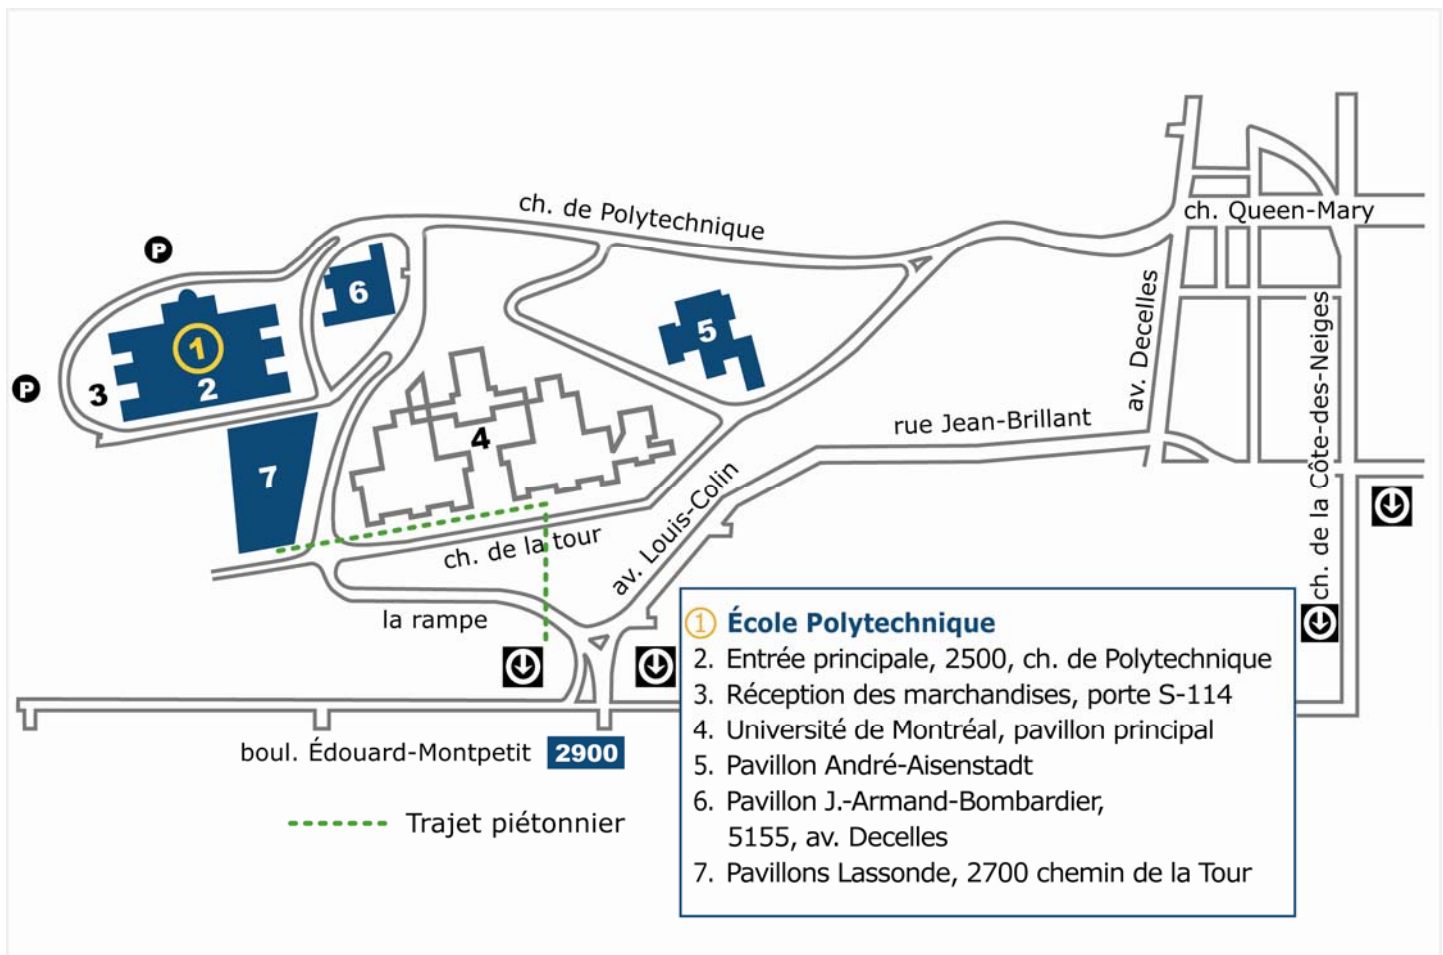 ch. de Polytechnique
ch. Queen-Mary
P
6
av. Decelles
ch. de la Côte-des-Neiges
1
5
P
3
2
rue Jean-Brillant
4
7
av. Louis-Colin
ch. de la tour
la rampe
1 École Polytechnique
2. Entrée principale, 2500, ch. de Polytechnique
3. Réception des marchandises, porte S-114
4. Université de Montréal, pavillon principal
5. Pavillon André-Aisenstadt
6. Pavillon J.-Armand-Bombardier,
5155, av. Decelles
7. Pavillons Lassonde, 2700 chemin de la Tour
boul. Édouard-Montpetit 2900
Trajet piétonnier